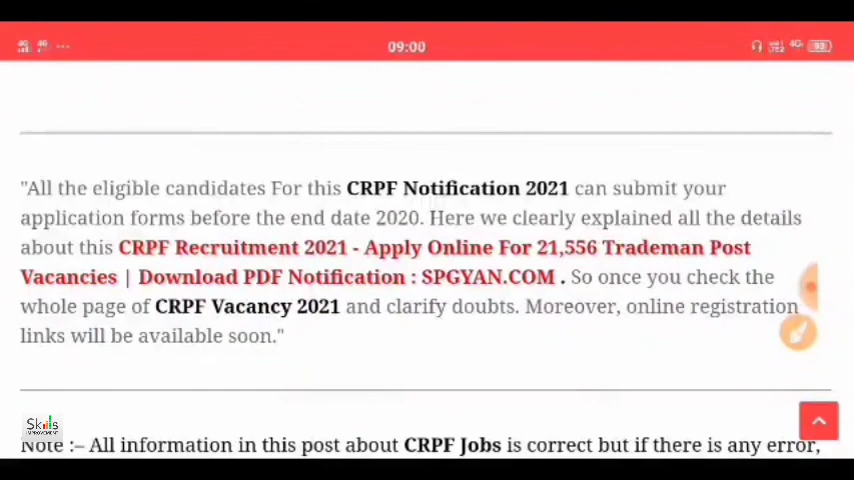 09:00
"All the eligible candidates For this CRPF Notification 2021 can submit your
application forms before the end date 2020. Here we clearly explained all the details
about this CRPF Recruitment 2021 - Apply Online For 21,556 Trademan Post
Vacancies | Download PDF Notification : SPGYAN.COM . So once you check the
whole page of CRPF Vacancy 2021 and clarify doubts. Moreover, online registration
links will be available soon."
Skills
IMPROVEMENT
Note :– All information in this post about CRPF Jobs is correct but if there is any error,